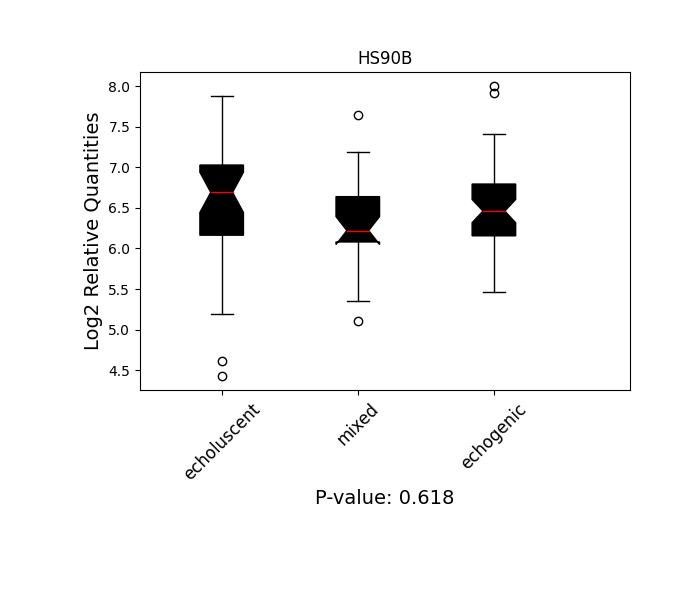 HS90B
Log2 Relative Quantities
8.0
7.5
7.0
6.5
6.0
5.5
5.0
4.5
echoluscent
mixed
echogenic
P-value: 0.618